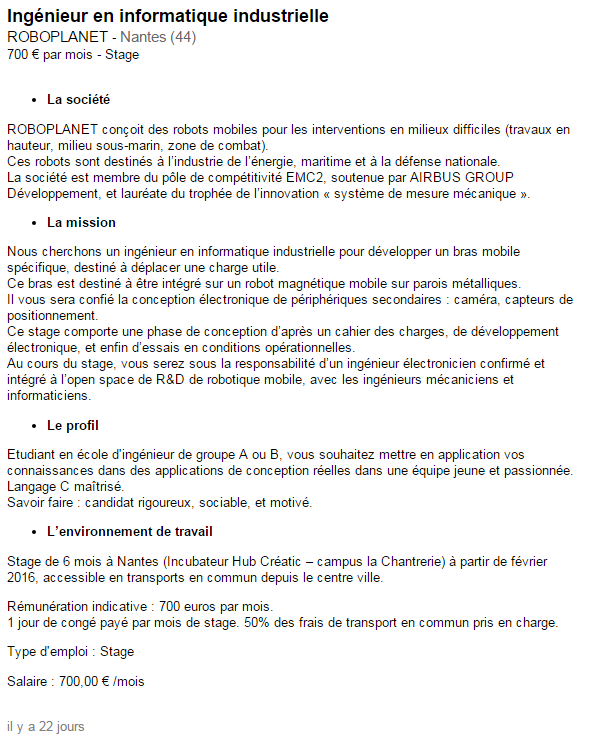 Ingénieur en informatique industrielle
ROBOPLANET - Nantes (44)
700 € par mois - Stage
• La société
ROBOPLANET conçoit des robots mobiles pour les interventions en milieux difficiles (travaux en
hauteur, milieu sous-marin, zone de combat).
Ces robots sont destinés à l’industrie de l’énergie, maritime et à la défense nationale.
La société est membre du pôle de compétitivité EMC2, soutenue par AIRBUS GROUP
Développement, et lauréate du trophée de l’innovation « système de mesure mécanique ».
• La mission
Nous cherchons un ingénieur en informatique industrielle pour développer un bras mobile
spécifique, destiné à déplacer une charge utile.
Ce bras est destiné à être intégré sur un robot magnétique mobile sur parois métalliques.
Il vous sera confié la conception électronique de périphériques secondaires : caméra, capteurs de
positionnement.
Ce stage comporte une phase de conception d’après un cahier des charges, de développement
électronique, et enfin d’essais en conditions opérationnelles.
Au cours du stage, vous serez sous la responsabilité d’un ingénieur électronicien confirmé et
intégré à l’open space de R&D de robotique mobile, avec les ingénieurs mécaniciens et
informaticiens.
• Le profil
Etudiant en école d’ingénieur de groupe A ou B, vous souhaitez mettre en application vos
connaissances dans des applications de conception réelles dans une équipe jeune et passionnée.
Langage C maîtrisé.
Savoir faire : candidat rigoureux, sociable, et motivé.
• L’environnement de travail
Stage de 6 mois à Nantes (Incubateur Hub Créatic – campus la Chantrerie) à partir de février
2016, accessible en transports en commun depuis le centre ville.
Rémunération indicative : 700 euros par mois.
1 jour de congé payé par mois de stage. 50% des frais de transport en commun pris en charge.
Type d'emploi : Stage
Salaire : 700,00 € /mois
il y a 22 jours